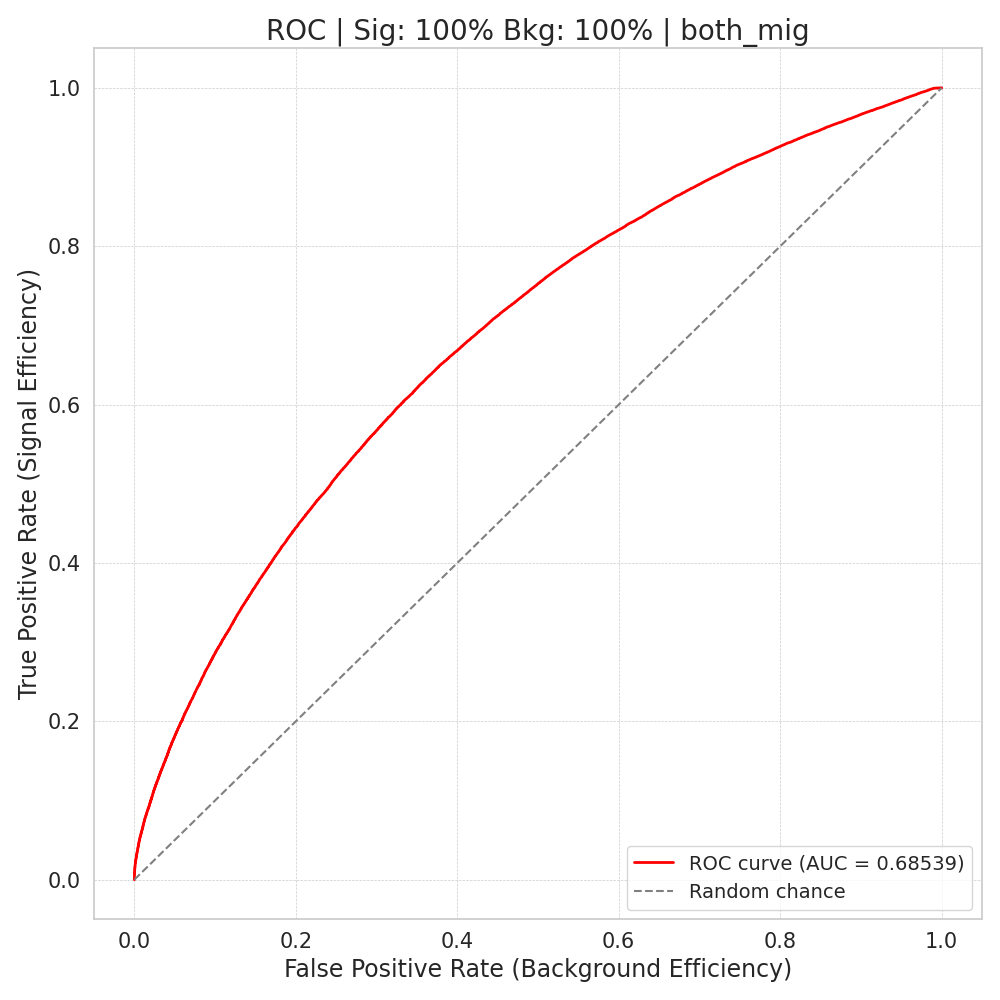 ROC | Sig: 100% Bkg: 100% | both_mig
True Positive Rate (Signal Efficiency)
1.0
0.8
0.6
0.4
0.2
0.0
ROC curve (AUC = 0.68539)
Random chance
0.0 0.2 0.4 0.6 0.8 1.0
False Positive Rate (Background Efficiency)